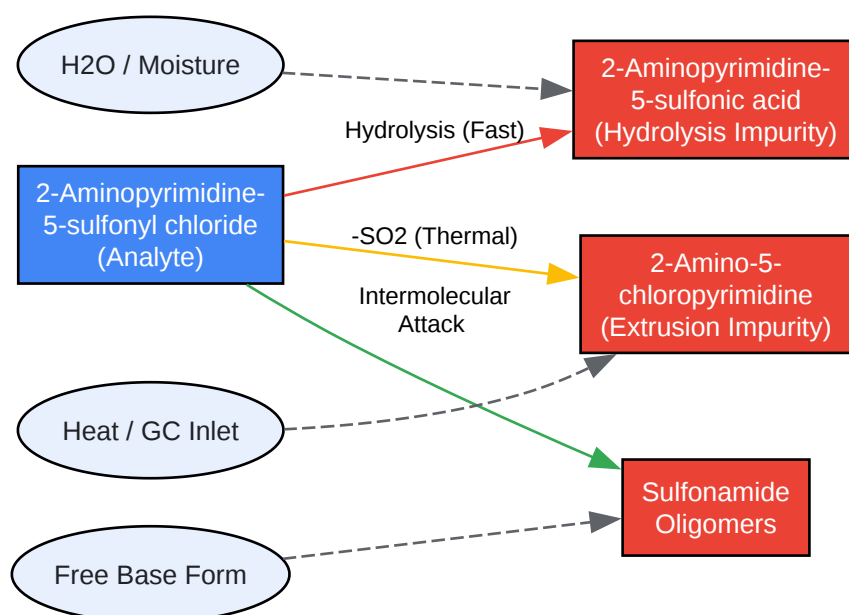 H2O / Moisture
2-Aminopyrimidine-
5-sulfonic acid
(Hydrolysis Impurity)
Hydrolysis (Fast)
2-Aminopyrimidine-
5-sulfonyl chloride
(Analyte)
-SO2 (Thermal)
2-Amino-5-
chloropyrimidine
(Extrusion Impurity)
Intermolecular
Attack
Heat / GC Inlet
Sulfonamide
Oligomers
Free Base Form